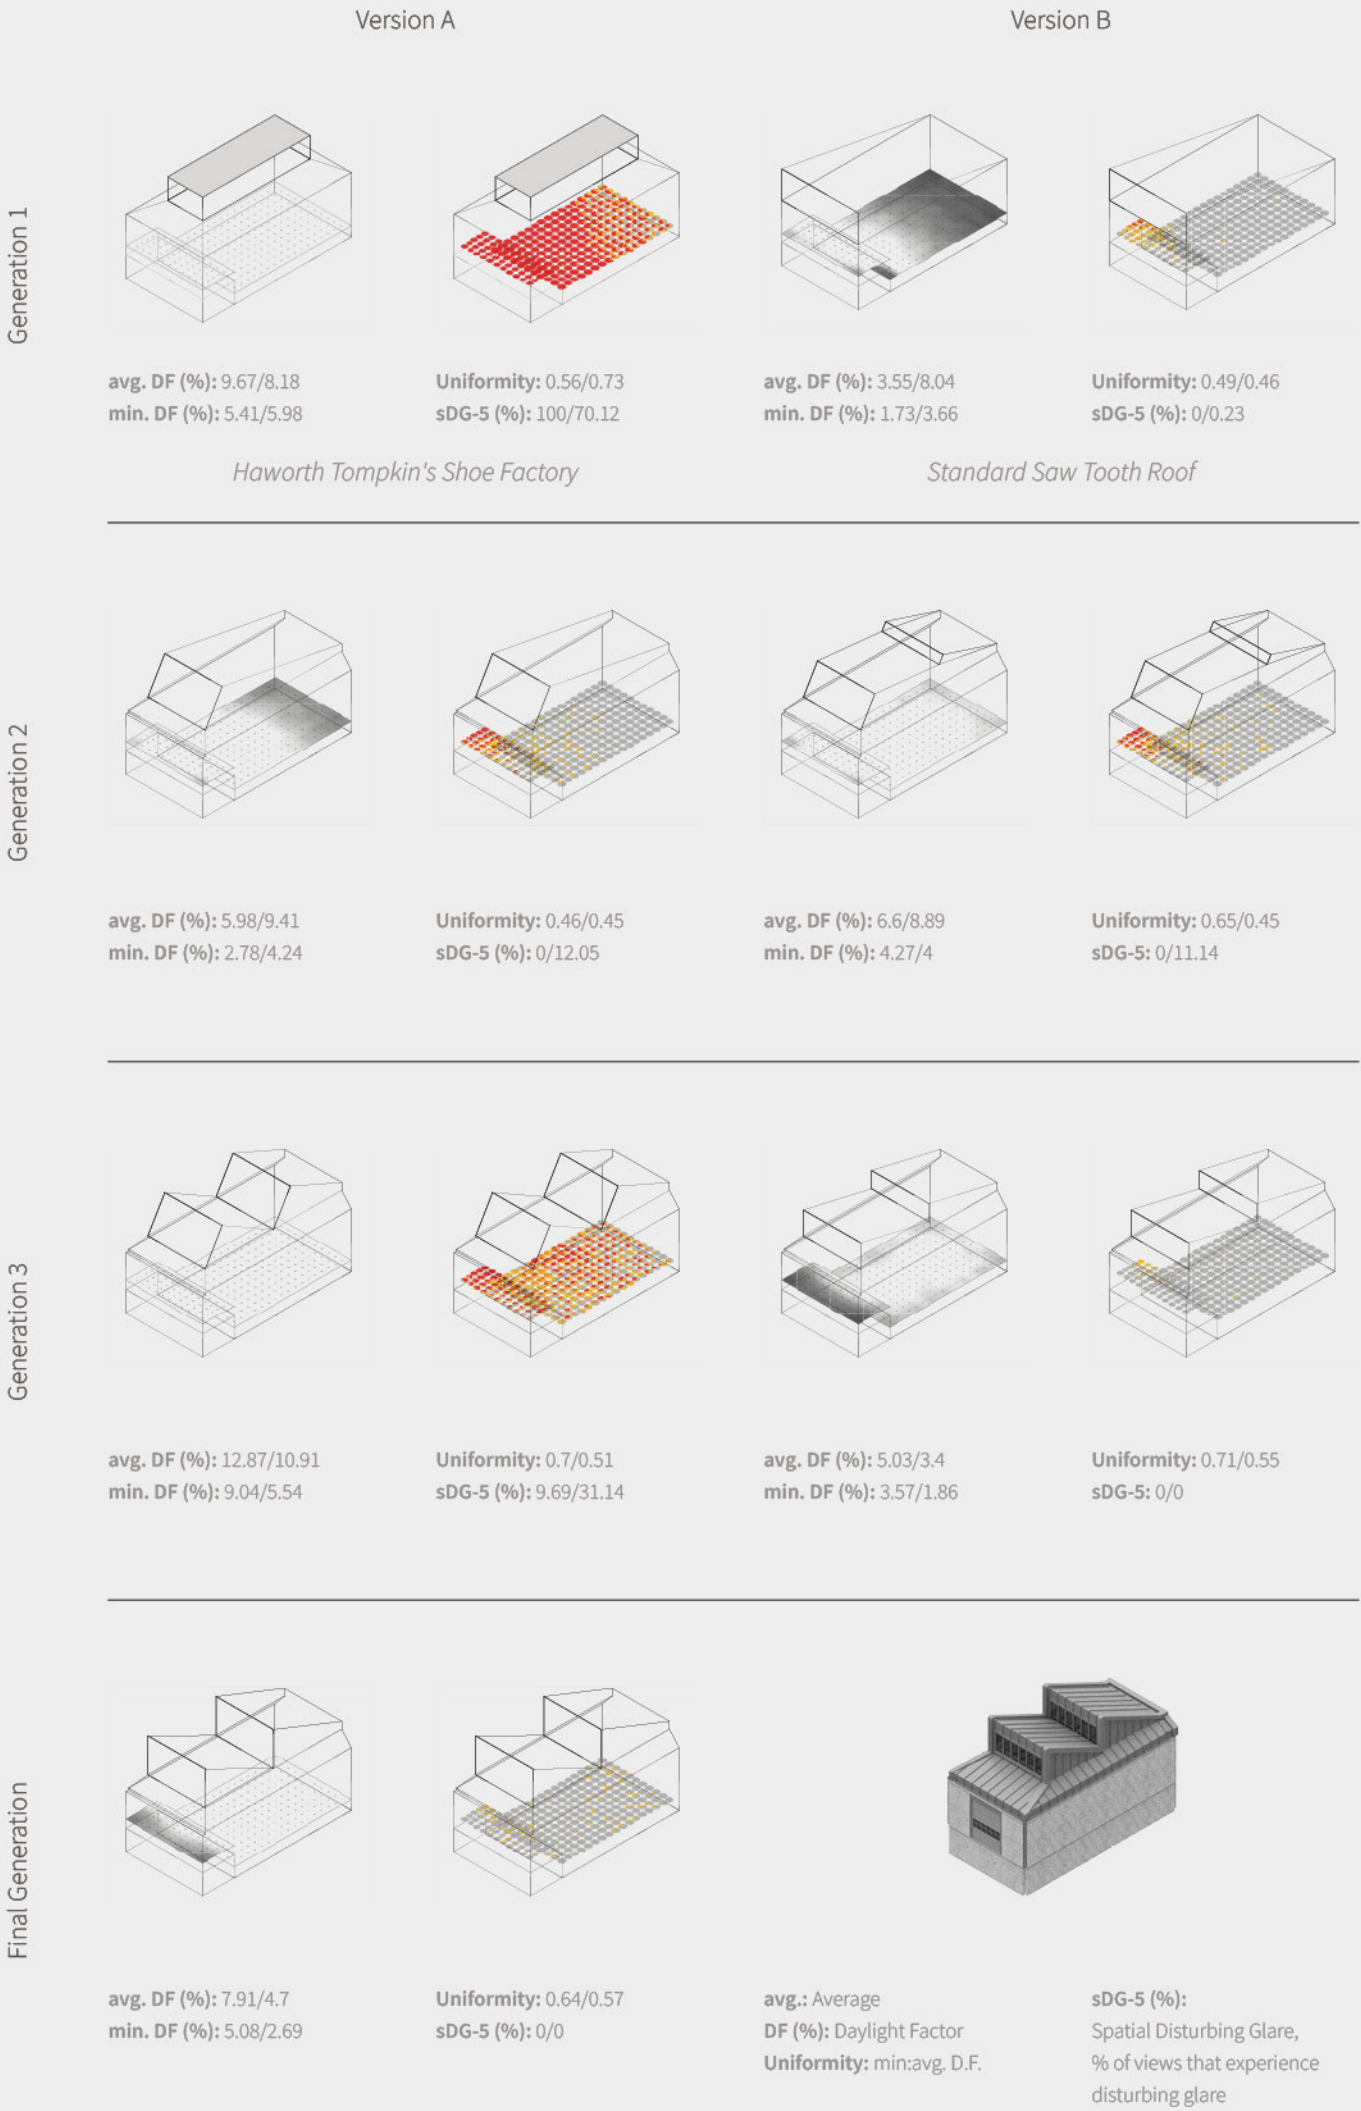 Version A
Version B
Generation 1
avg. DF (%): 9.67/8.18
min. DF (%): 5.41/5.98
Uniformity: 0.56/0.73
sDG-5 (%): 100/70.12
avg. DF (%): 3.55/8.04
min. DF (%): 1.73/3.66
Uniformity: 0.49/0.46
sDG-5 (%): 0/0.23
Haworth Tompkin's Shoe Factory
Standard Saw Tooth Roof
Generation 2
avg. DF (%): 5.98/9.41
min. DF (%): 2.78/4.24
Uniformity: 0.46/0.45
sDG-5 (%): 0/12.05
avg. DF (%): 6.6/8.89
min. DF (%): 4.27/4
Uniformity: 0.65/0.45
sDG-5: 0/11.14
Generation 3
avg. DF (%): 12.87/10.91
min. DF (%): 9.04/5.54
Uniformity: 0.7/0.51
sDG-5 (%): 9.69/31.14
avg. DF (%): 5.03/3.4
min. DF (%): 3.57/1.86
Uniformity: 0.71/0.55
sDG-5: 0/0
Final Generation
avg. DF (%): 7.91/4.7
min. DF (%): 5.08/2.69
Uniformity: 0.64/0.57
sDG-5 (%): 0/0
avg.: Average
DF (%): Daylight Factor
Uniformity: min:avg. D.F.
sDG-5 (%):
Spatial Disturbing Glare,
% of views that experience
disturbing glare